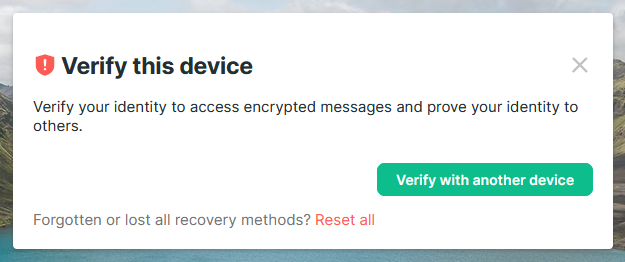 Verify this device
Verify your identity to access encrypted messages and prove your identity to
others.
Verify with another device
Forgotten or lost all recovery methods? Reset all